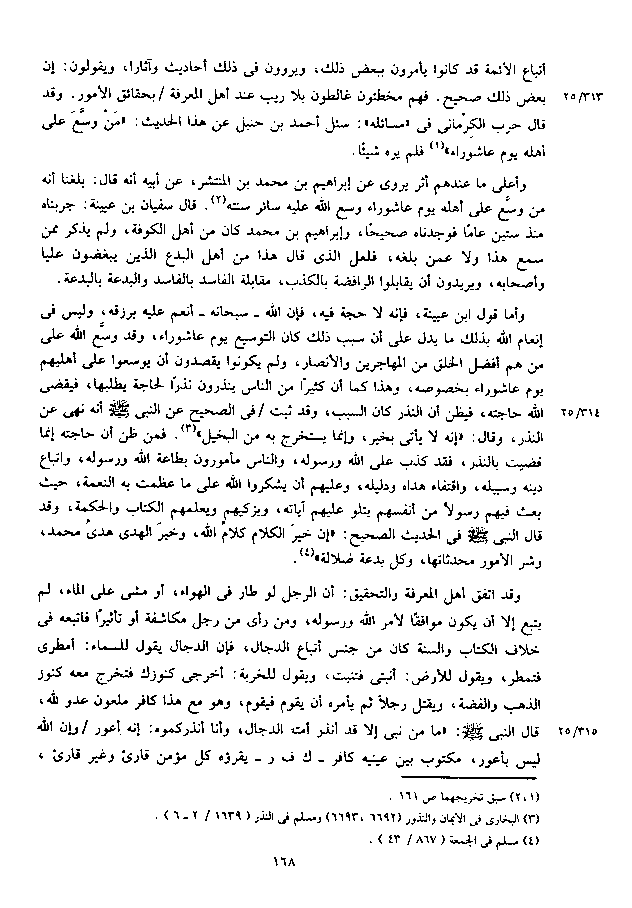 أتباع الأئمة قد كانوا يأمرون ببعض ذلك، ويروون في ذلك أحاديث وآثارا، ويقولون: إن
٢٥/٣١٣ بعض ذلك صحيح. فهم مخطئون غالطون بلا ريب عند أهل المعرفة / بحقائق الأمور. وقد
قال حرب الكِرْماني في «مسائله»: سئل أحمد بن حنبل عن هذا الحديث: «مَنْ وسَّعَ على
أهله يوم عاشوراء»(١) فلم يره شيئًا.
وأعلى ما عندهم أثر يروى عن إبراهيم بن محمد بن المنتشر، عن أبيه أنه قال: بلغنا أنه
من وسَّع على أهله يوم عاشوراء وسع الله عليه سائر سنته(٢). قال سفيان بن عيينة: جربناه
منذ ستين عامًا فوجدناه صحيحًا، وإبراهيم بن محمد كان من أهل الكوفة، ولم يذكر ممن
سمع هذا ولا عمن بلغه، فلعل الذي قال هذا من أهل البدع الذين يبغضون عليا
وأصحابه، ويريدون أن يقابلوا الرافضة بالكذب، مقابلة الفاسد بالفاسد والبدعة بالبدعة.
وأما قول ابن عيينة، فإنه لا حجة فيه، فإن الله ـ سبحانه ـ أنعم عليه برزقه، وليس في
إنعام الله بذلك ما يدل على أن سبب ذلك كان التوسيع يوم عاشوراء، وقد وسَّع الله على
من هم أفضل الخلق من المهاجرين والأنصار، ولم يكونوا يقصدون أن يوسعوا على أهليهم
يوم عاشوراء بخصوصه، وهذا كما أن كثيرًا من الناس ينذرون نذرًا لحاجة يطلبها، فيقضى
٢٥/٣١٤ الله حاجته، فيظن أن النذر كان السبب، وقد ثبت / في الصحيح عن النبي ﷺ أنه نهى عن
النذر، وقال: «إنه لا يأتى بخير، وإنما يستخرج به من البخيل»(٣). فمن ظن أن حاجته إنما
قضيت بالنذر، فقد كذب على الله ورسوله، والناس مأمورون بطاعة الله ورسوله، واتباع
دينه وسبيله، واقتفاء هداه ودليله، وعليهم أن يشكروا الله على ما عظمت به النعمة، حيث
بعث فيهم رسولاً من أنفسهم يتلو عليهم آياته، ويزكيهم ويعلمهم الكتاب والحكمة، وقد
قال النبي ﷺ في الحديث الصحيح: «إن خيرَ الكلام كلامُ الله، وخيرَ الهدى هدىُ محمد،
وشر الأمور محدثاتها، وكل بدعة ضلالة»(٤).
وقد اتفق أهل المعرفة والتحقيق: أن الرجل لو طار في الهواء، أو مشى على الماء، لم
يتبع إلا أن يكون موافقًا لأمر الله ورسوله، ومن رأى من رجل مكاشفة أو تأثيرًا فاتبعه في
خلاف الكتاب والسنة كان من جنس أتباع الدجال، فإن الدجال يقول للسماء: أمطرى
فتمطر، ويقول للأرض: أنبتى فتنبت، ويقول للخربة: أخرجى كنوزك فتخرج معه كنوز
الذهب والفضة، ويقتل رجلاً ثم يأمره أن يقوم فيقوم، وهو مع هذا كافر ملعون عدو لله،
٢٥/٣١٥ قال النبي ﷺ: «ما من نبي إلا قد أنذر أمته الدجال، وأنا أنذركموه: إنه أعور / وإن الله
ليس بأعور، مكتوب بين عينيه كافر ـ ك ف ر ـ يقرؤه كل مؤمن قارئ وغير قارئ ،
(١،٢) سبق تخريجهما ص ١٦١ .
(٣) البخاري في الأيمان والنذور (٦٦٩٢، ٦٦٩٣) ومسلم في النذر (١٦٣٩ / ٢ ـ ٦) .
(٤) مسلم في الجمعة (٨٦٧ / ٤٣) .
١٦٨